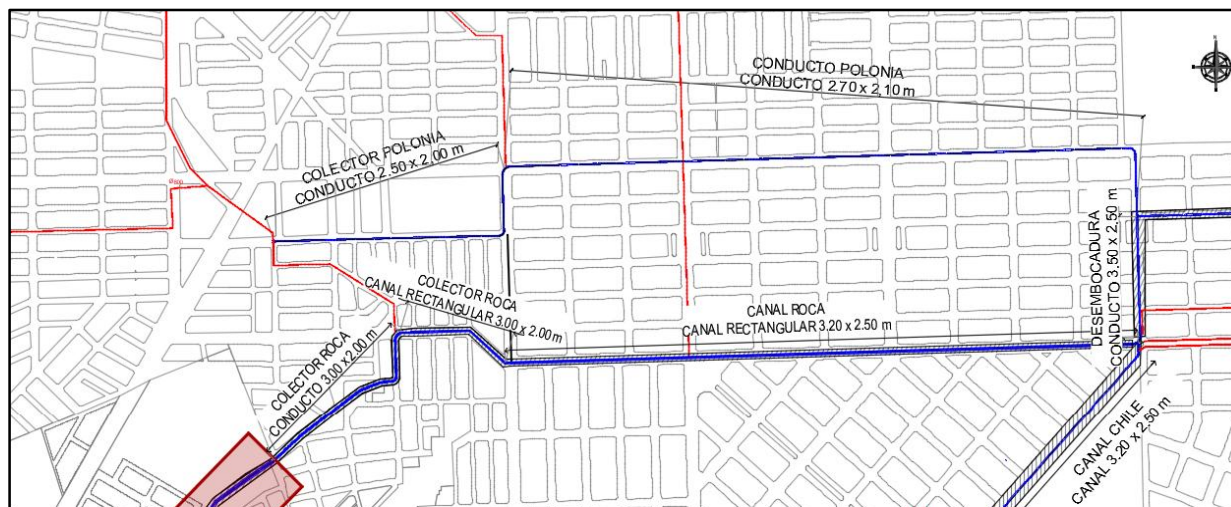 CONDUCTO POLONIA
CONDUCTO 2.70 x 2,10 m
COLECTOR POLONIA
CONDUCTO 2.50 x 2.00 m
COLECTOR ROCA
CANAL RECTANGULAR 3.00 x 2.00m
COLECTOR ROCA
CONDUCTO 3.00 x 2.00 m
CANAL ROCA
CANAL RECTANGULAR 3.20 x 2.50 m
DESEMBOCADURA
CONDUCTO 3.50 x 2.50 m
CANAL CHILE
CANAL 3.20 x 2.50 m